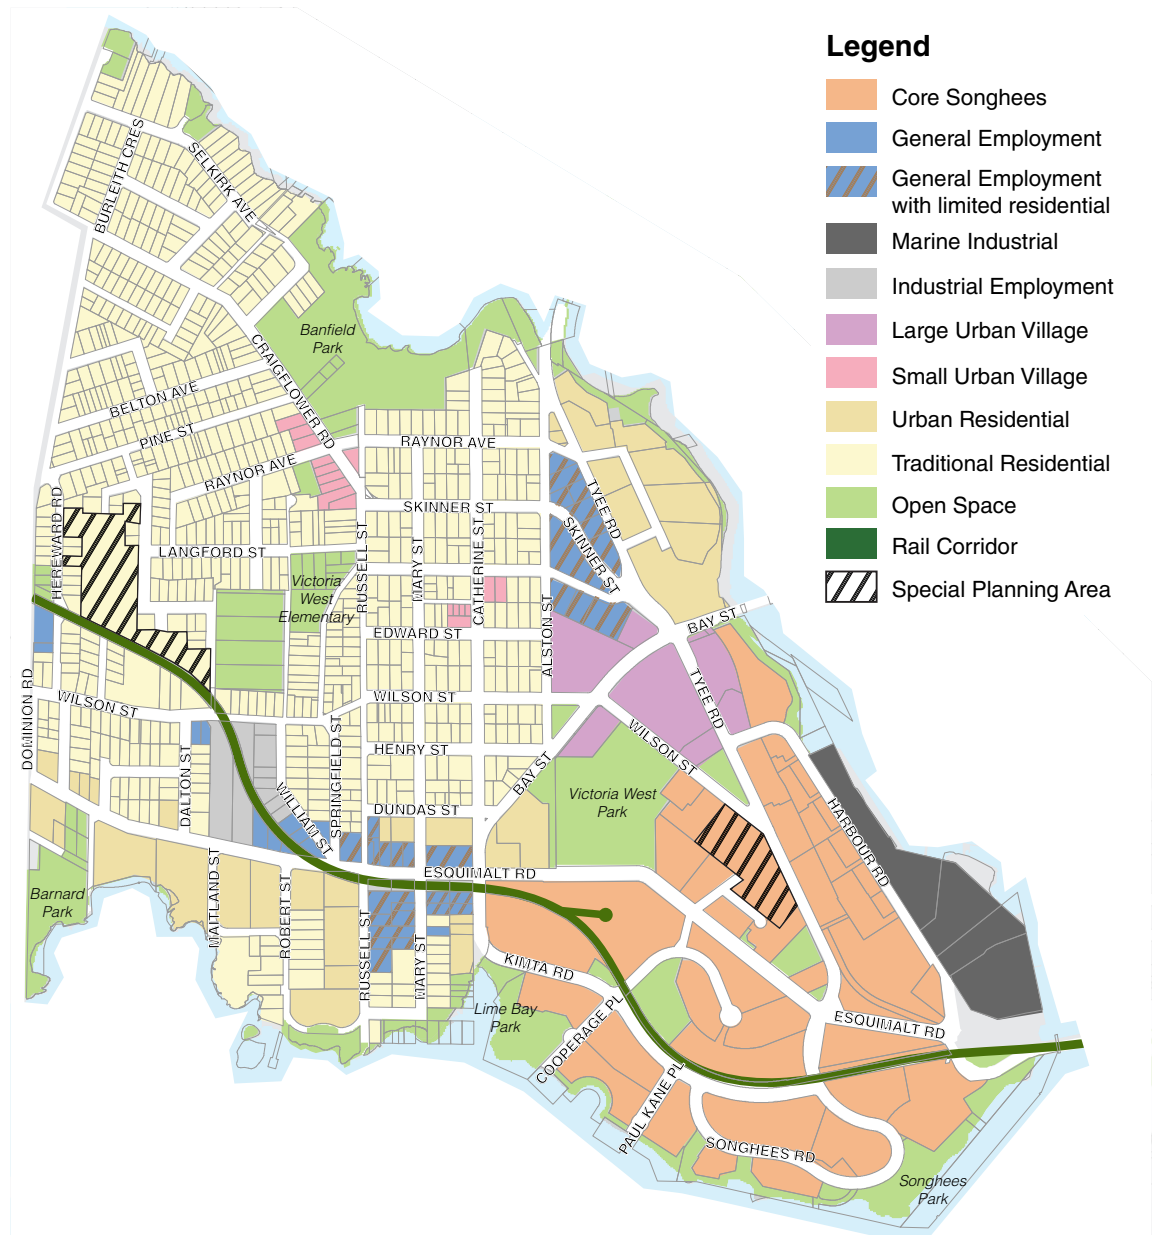 Legend
Core Songhees
General Employment
General Employment
with limited residential
Marine Industrial
Industrial Employment
Large Urban Village
Small Urban Village
Urban Residential
Traditional Residential
Open Space
Rail Corridor
Special Planning Area
BURLEITH CRES
SELKIRK AVE
Banfield
Park
CRAIGFLOWER RD
BELTON AVE
PINE ST
RAYNOR AVE
RAYNOR AVE
HEREWARD RD
SKINNER ST
TYEE RD
SKINNER ST
LANGFORD ST
RUSSELL ST
MARY ST
CATHERINE ST
Victoria
West
Elementary
ALSTON ST
BAY ST
EDWARD ST
DOMINION RD
WILSON ST
WILSON ST
TYEE RD
WILSON ST
SPRINGFIELD ST
HENRY ST
BAY ST
DALTON ST
WILLIAM ST
DUNDAS ST
Victoria West
Park
HARBOUR RD
MAITLAND ST
ESQUIMALT RD
Barnard
Park
ROBERT ST
RUSSELL ST
MARY ST
KIMTA RD
Lime Bay
Park
COOPERAGE PL
ESQUIMALT RD
PAUL KANE PL
SONGHEES RD
Songhees
Park